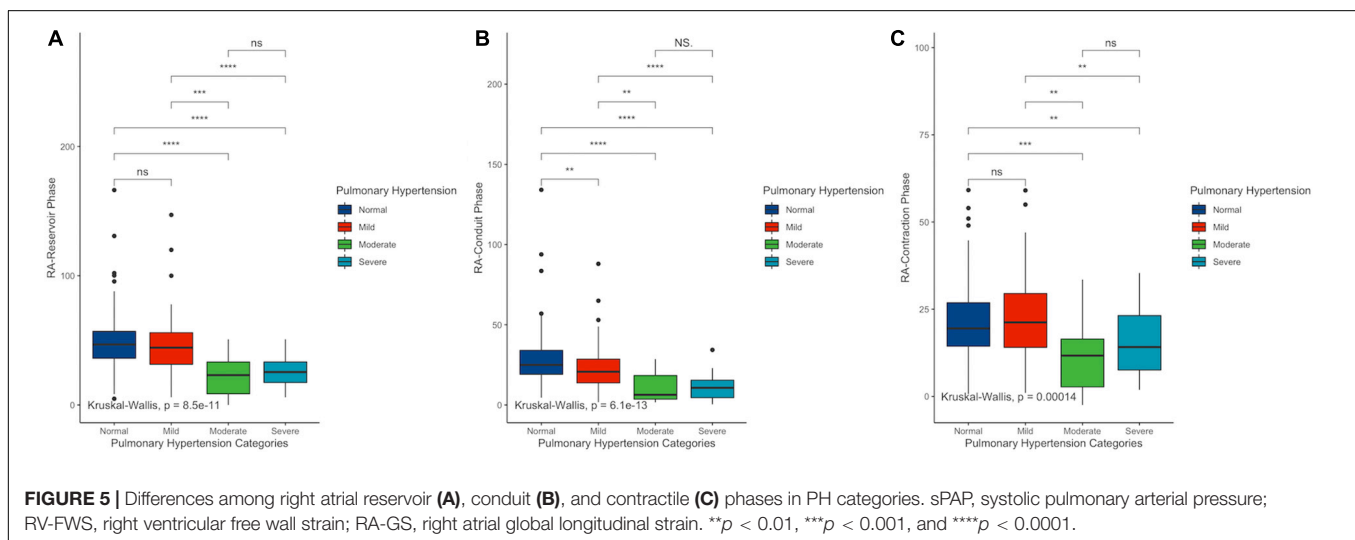 A
ns
****
***
****
****
ns
200
100
0
RA-Reservoir Phase
Kruskal-Wallis, p = 8.5e-11
Normal Mild Moderate Severe
Pulmonary Hypertension Categories
Pulmonary Hypertension
Normal
Mild
Moderate
Severe
B
NS.
****
**
****
****
**
200
150
100
50
0
RA-Conduit Phase
Kruskal-Wallis, p = 6.1e-13
Normal Mild Moderate Severe
Pulmonary Hypertension Categories
Pulmonary Hypertension
Normal
Mild
Moderate
Severe
C
ns
**
**
**
***
ns
100
75
50
25
0
RA-Contraction Phase
Kruskal-Wallis, p = 0.00014
Normal Mild Moderate Severe
Pulmonary Hypertension Categories
Pulmonary Hypertension
Normal
Mild
Moderate
Severe
FIGURE 5 | Differences among right atrial reservoir (A), conduit (B), and contractile (C) phases in PH categories. sPAP, systolic pulmonary arterial pressure;
RV-FWS, right ventricular free wall strain; RA-GS, right atrial global longitudinal strain. **p < 0.01, ***p < 0.001, and ****p < 0.0001.